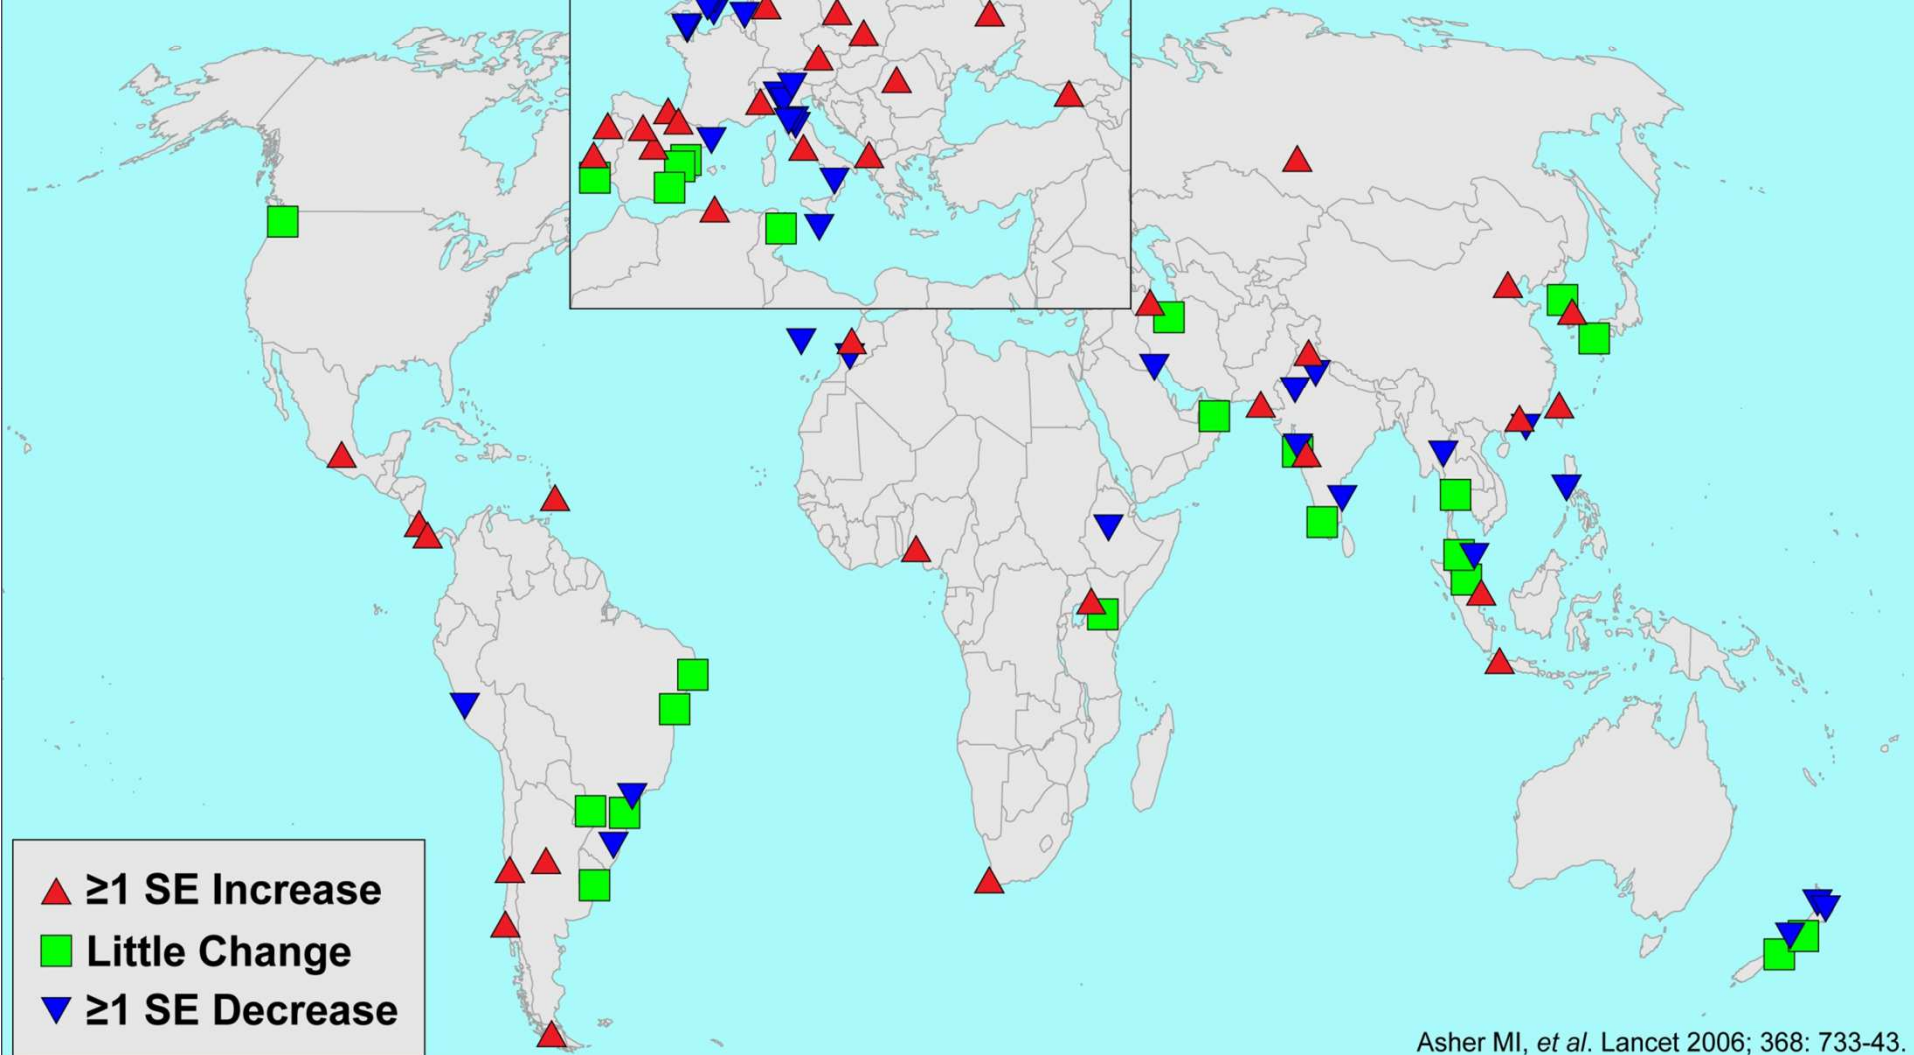 ≥1 SE Increase
Little Change
≥1 SE Decrease
Asher MI, et al. Lancet 2006; 368: 733-43.